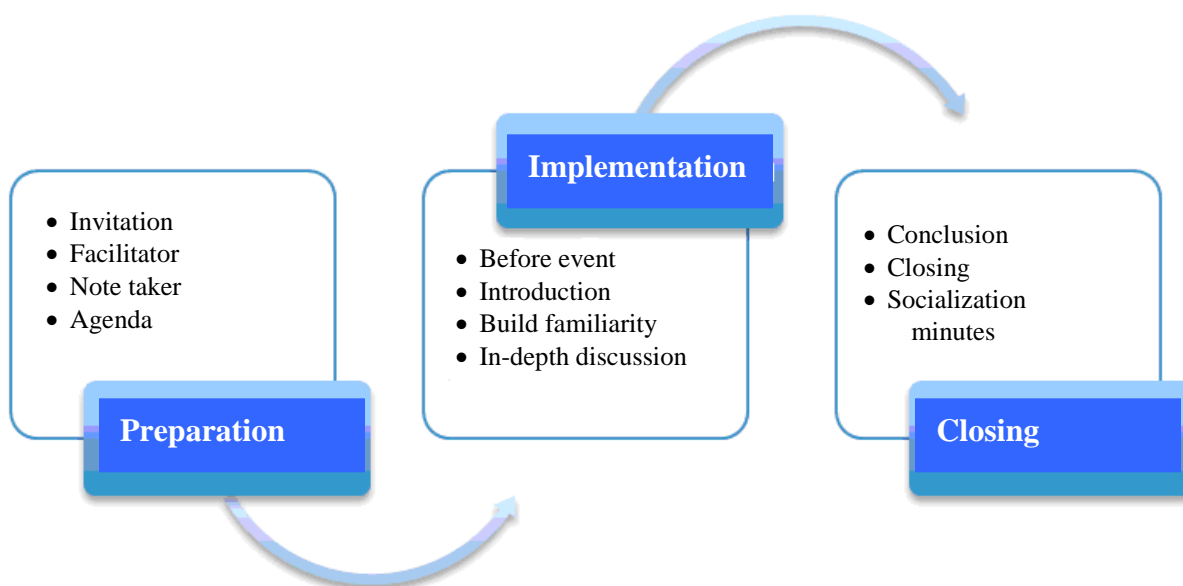 • Invitation
• Facilitator
• Note taker
• Agenda
Preparation
Implementation
• Before event
• Introduction
• Build familiarity
• In-depth discussion
• Conclusion
• Closing
• Socialization
minutes
Closing